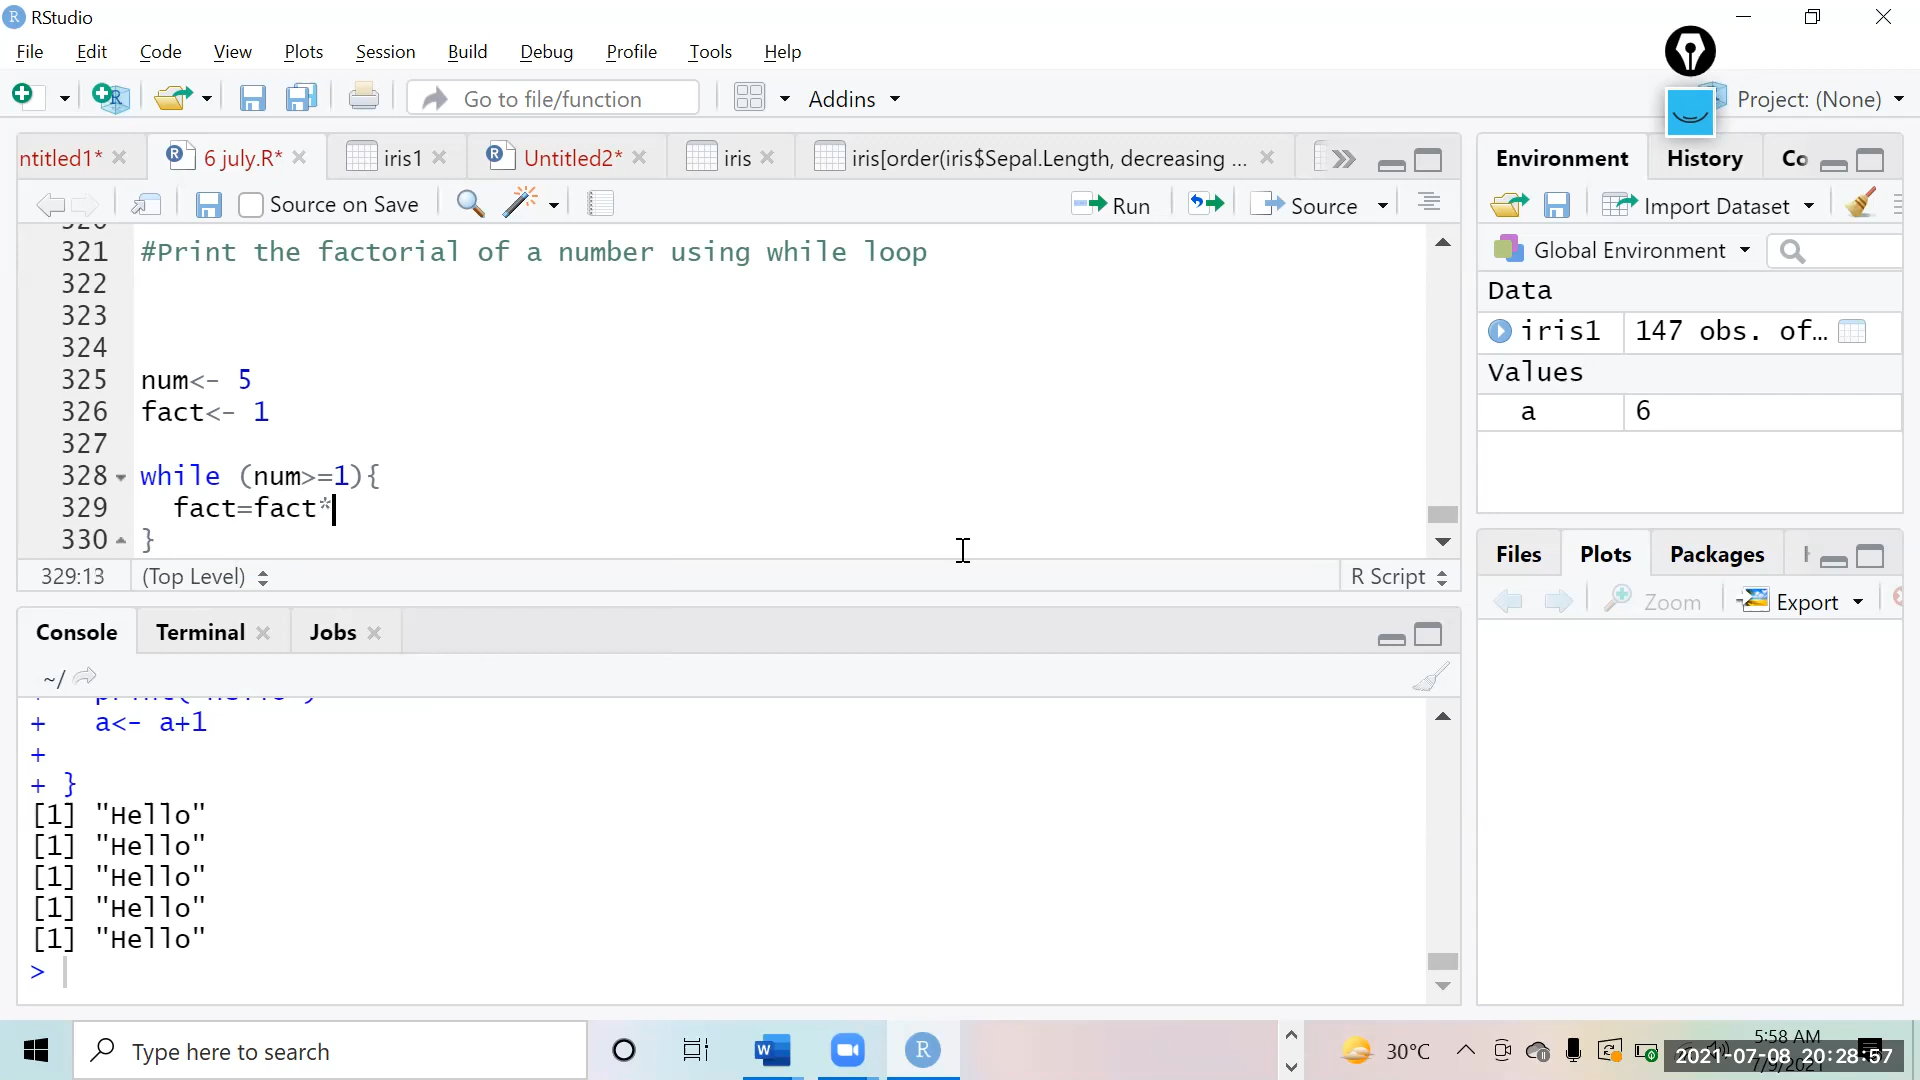 RStudio
File Edit Code View Plots Session Build Debug Profile Tools Help
Go to file/function Addins Project: (None)
ntitled1* 6 july.R* iris1 Untitled2* iris iris[order(iris$Sepal.Length, decreasing ...
Source on Save Run Source
321 #Print the factorial of a number using while loop
322
323
324
325 num<- 5
326 fact<- 1
327
328 while (num>=1){
329 fact=fact*
330 }
329:13 (Top Level) R Script
Console Terminal Jobs
~/
+ a<- a+1
+
+ }
[1] "Hello"
[1] "Hello"
[1] "Hello"
[1] "Hello"
[1] "Hello"
>
Environment History Co
Import Dataset
Global Environment
Data
iris1 147 obs. of...
Values
a 6
Files Plots Packages
Zoom Export
Type here to search
30°C
5:58 AM
2021-07-08 20:28:57